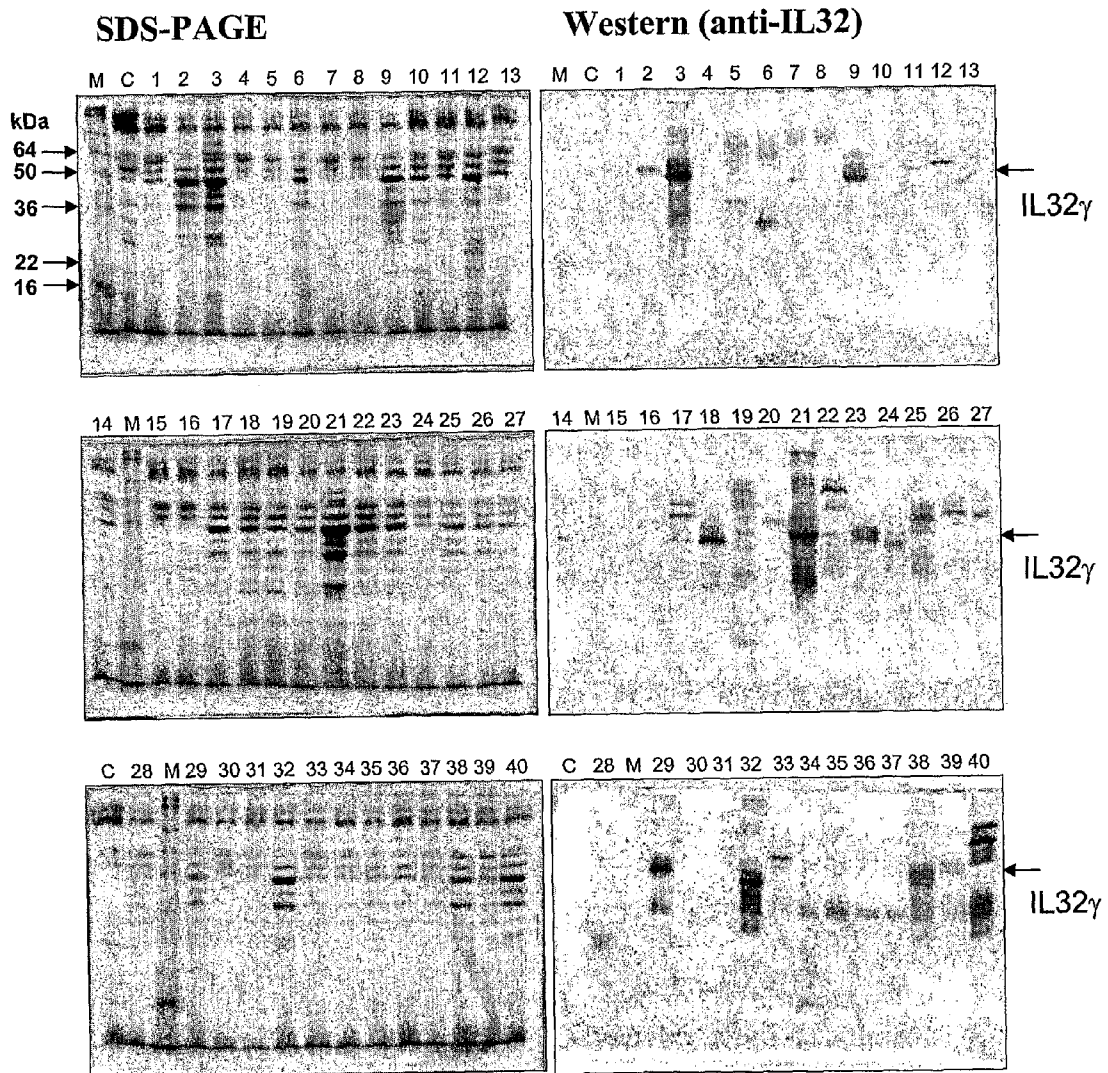 SDS-PAGE
Western (anti-IL32)
M C 1 2 3 4 5 6 7 8 9 10 11 12 13
M C 1 2 3 4 5 6 7 8 9 10 11 12 13
kDa
64
50
36
22
16
IL32γ
14 M 15 16 17 18 19 20 21 22 23 24 25 26 27
14 M 15 16 17 18 19 20 21 22 23 24 25 26 27
IL32γ
C 28 M 29 30 31 32 33 34 35 36 37 38 39 40
C 28 M 29 30 31 32 33 34 35 36 37 38 39 40
IL32γ